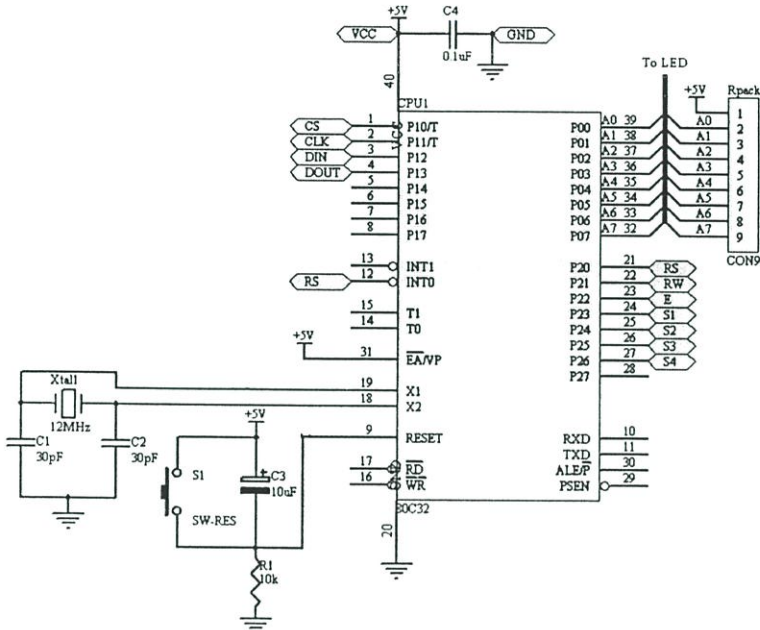 +5V
C4
VCC
GND
0.1uF
40
To LED
+5V
Rpack
CPU1
VCC
CS 1 P10/T
CLK 2 P11/T
DIN 3 P12
DOUT 4 P13
5 P14
6 P15
7 P16
8 P17
13 INT1
RS 12 INT0
15 T1
14 T0
+5V
31 EA/VP
19 X1
18 X2
9 RESET
17 RD
16 WR
80C32
20
P00 A0 39
P01 A1 38
P02 A2 37
P03 A3 36
P04 A4 35
P05 A5 34
P06 A6 33
P07 A7 32
1
A0 2
A1 3
A2 4
A3 5
A4 6
A5 7
A6 8
A7 9
CON9
P20 21 RS
P21 22 RW
P22 23 E
P23 24 S1
P24 25 S2
P25 26 S3
P26 27 S4
P27 28
RXD 10
TXD 11
ALE/P 30
PSEN 29
Xtal1
12MHz
C1
30pF
C2
30pF
+5V
S1
SW-RES
C3
10uF
R1
10k